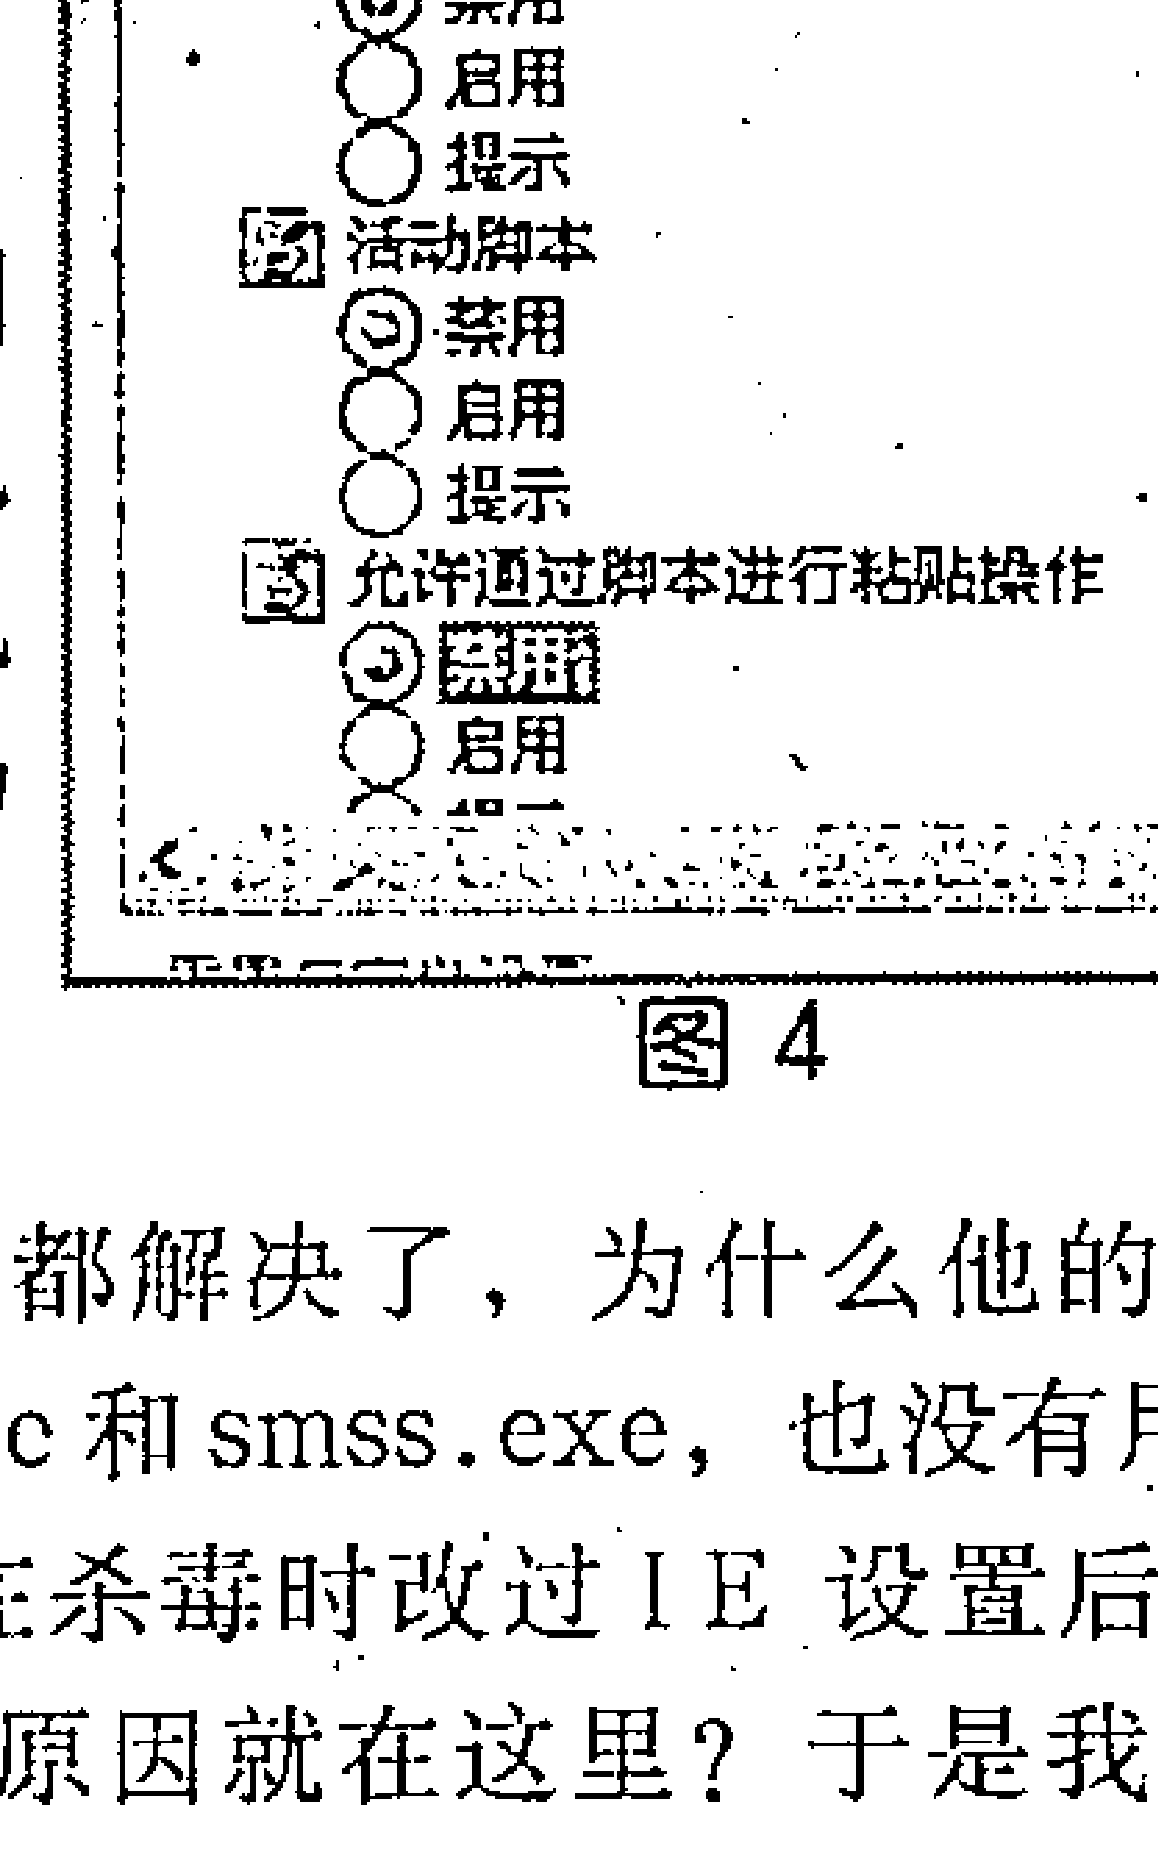 禁用
启用
提示
活动脚本
禁用
启用
提示
允许通过脚本进行粘贴操作
禁用
启用
图 4
都解决了，为什么他的
c 和 smss.exe，也没有
在杀毒时改过 IE 设置后
原因就在这里？于是我